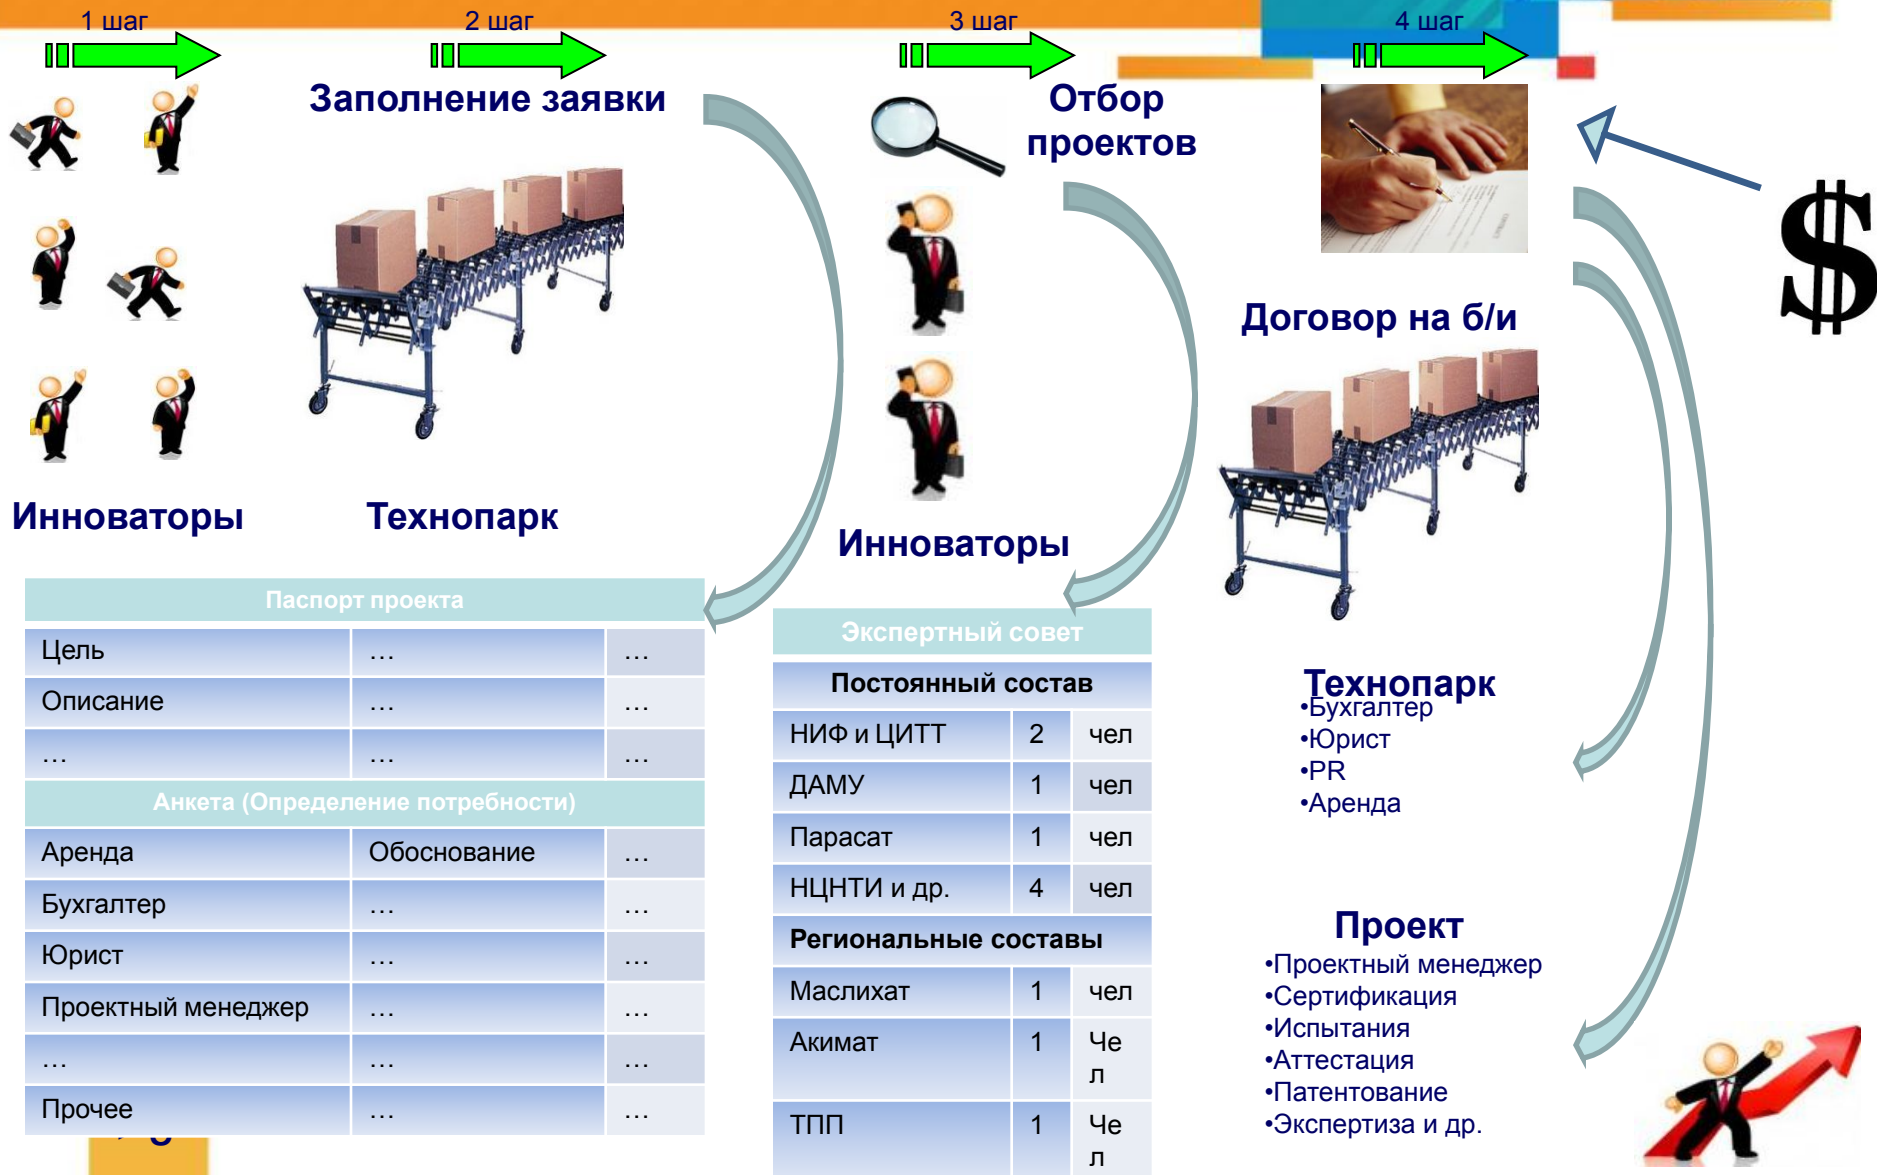 1 шаг
2 шаг
3 шаг
4 шаг
Заполнение заявки
Отбор
проектов
Договор на б/и
Инноваторы
Технопарк
Инноваторы
Паспорт проекта
Цель … …
Описание … …
… … …
Анкета (Определение потребности)
Аренда Обоснование …
Бухгалтер … …
Юрист … …
Проектный менеджер … …
… … …
Прочее … …
Экспертный совет
Постоянный состав
НИФ и ЦИТТ 2 чел
ДАМУ 1 чел
Парасат 1 чел
НЦНТИ и др. 4 чел
Региональные составы
Маслихат 1 чел
Акимат 1 Че
л
ТПП 1 Че
л
Технопарк
•Бухгалтер
•Юрист
•PR
•Аренда
Проект
•Проектный менеджер
•Сертификация
•Испытания
•Аттестация
•Патентование
•Экспертиза и др.
$